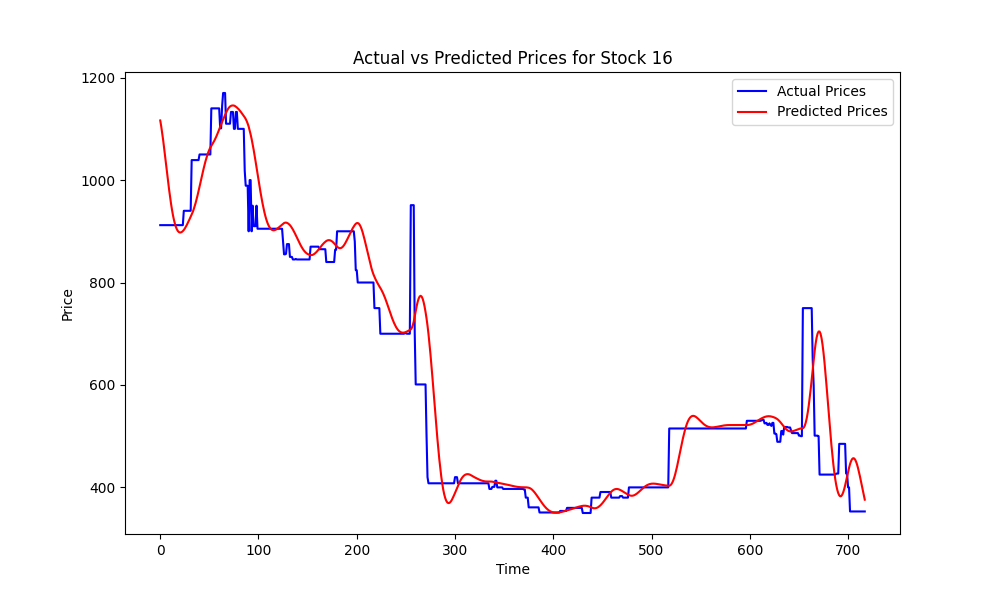 Actual vs Predicted Prices for Stock 16
1200
1000
800
600
400
Price
Actual Prices
Predicted Prices
0 100 200 300 400 500 600 700
Time